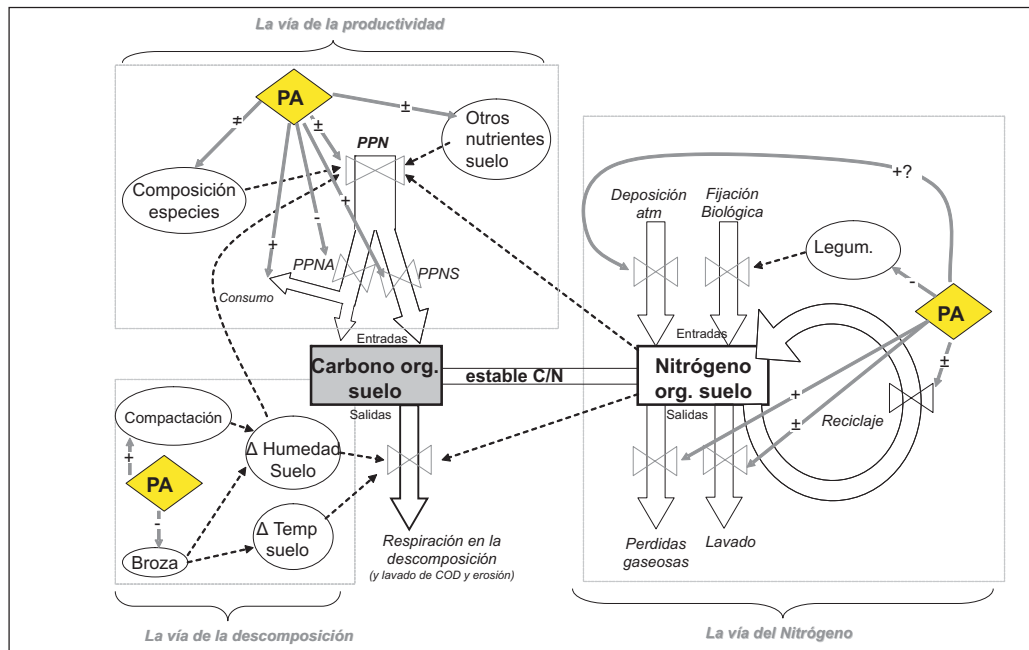 La vía de la productividad
PA
≠
±
±
+
-
+
PPN
Otros
nutrientes
suelo
Composición
especies
PPNA
PPNS
Consumo
Entradas
Carbono org.
suelo
Salidas
estable C/N
+?
Deposición
atm
Fijación
Biológica
Legum.
-
PA
±
Entradas
Nitrógeno
org. suelo
Salidas
+
±
Reciclaje
Perdidas
gaseosas
Lavado
La vía del Nitrógeno
Compactación
+
PA
-
Broza
Δ Humedad
Suelo
Δ Temp
suelo
Respiración en la
descomposición
(y lavado de COD y erosión)
La vía de la descomposición